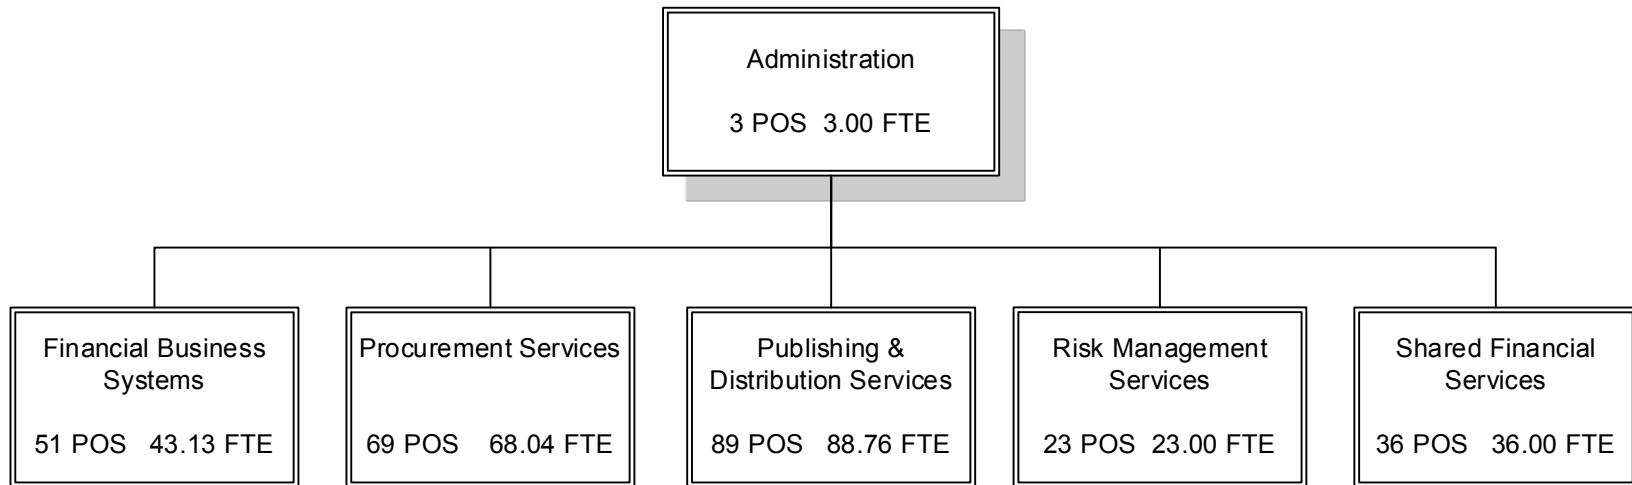 Administration
3 POS 3.00 FTE
Financial Business
Systems
51 POS 43.13 FTE
Procurement Services
69 POS 68.04 FTE
Publishing &
Distribution Services
89 POS 88.76 FTE
Risk Management
Services
23 POS 23.00 FTE
Shared Financial
Services
36 POS 36.00 FTE